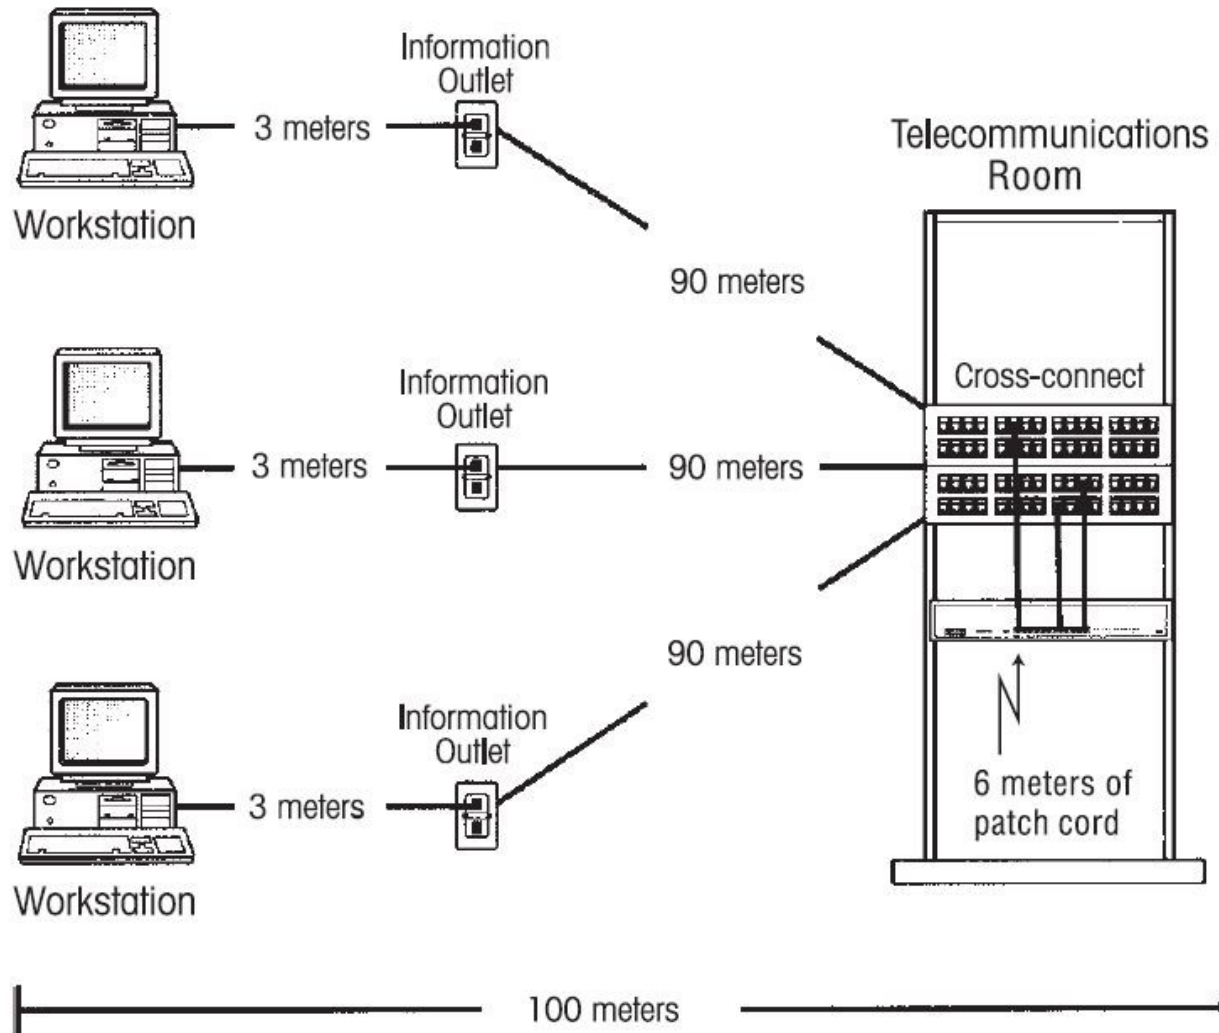 Information
Outlet
3 meters
Workstation
90 meters
Telecommunications
Room
Cross-connect
Information
Outlet
3 meters
90 meters
Workstation
90 meters
Information
Outlet
3 meters
Workstation
6 meters of
patch cord
100 meters